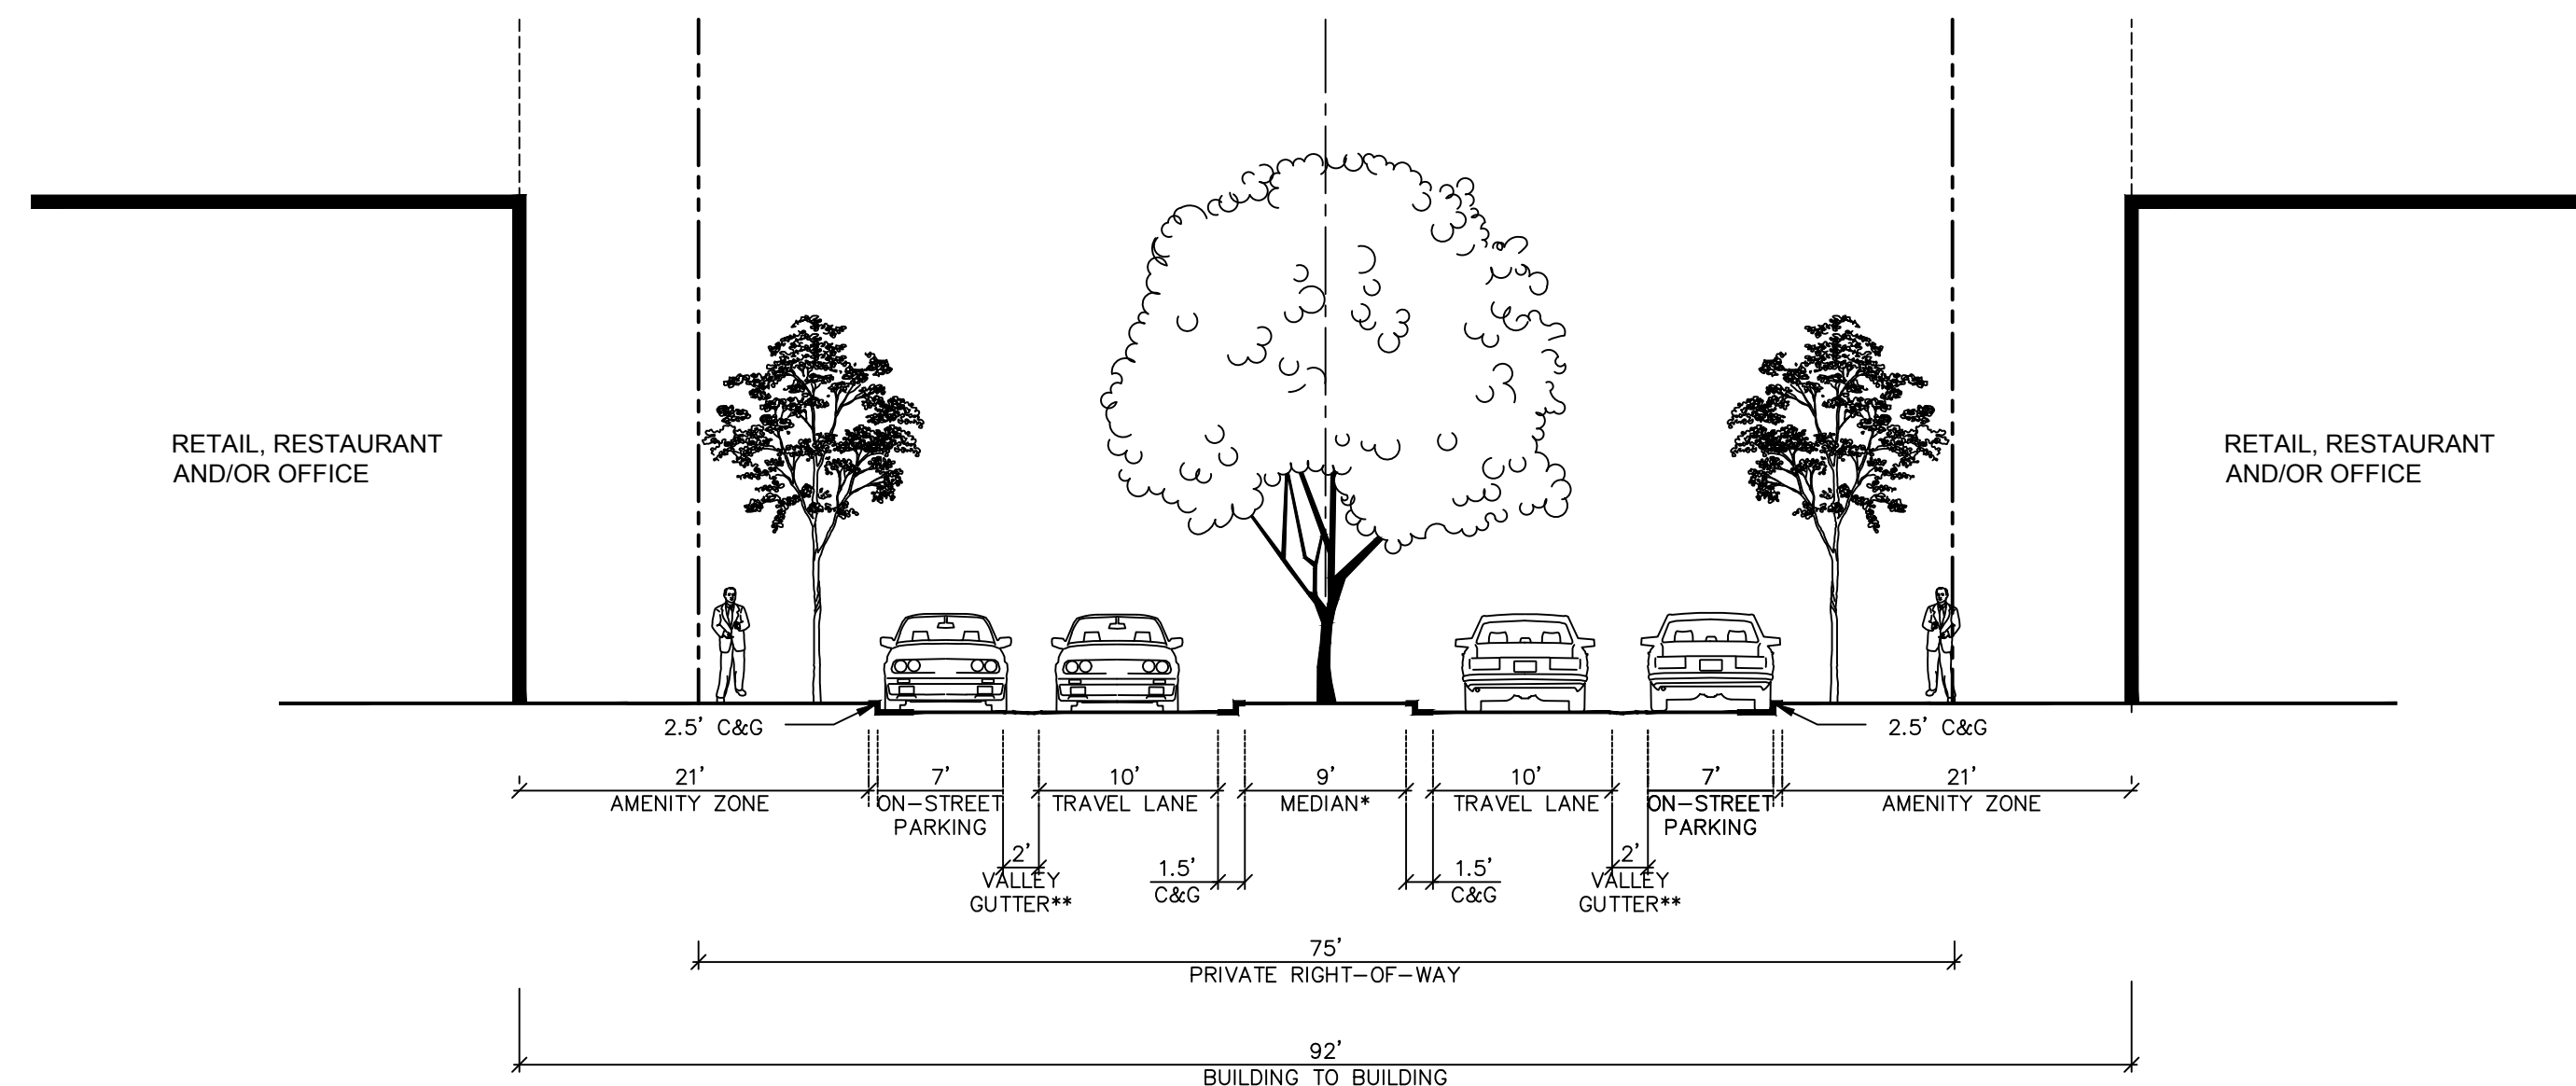 RETAIL, RESTAURANT
AND/OR OFFICE
RETAIL, RESTAURANT
AND/OR OFFICE
2.5' C&G
2.5' C&G
21'
AMENITY ZONE
7'
ON-STREET
PARKING
10'
TRAVEL LANE
9'
MEDIAN*
10'
TRAVEL LANE
7'
ON-STREET
PARKING
21'
AMENITY ZONE
2'
VALLEY
GUTTER**
1.5'
C&G
1.5'
C&G
2'
VALLEY
GUTTER**
75'
PRIVATE RIGHT-OF-WAY
92'
BUILDING TO BUILDING